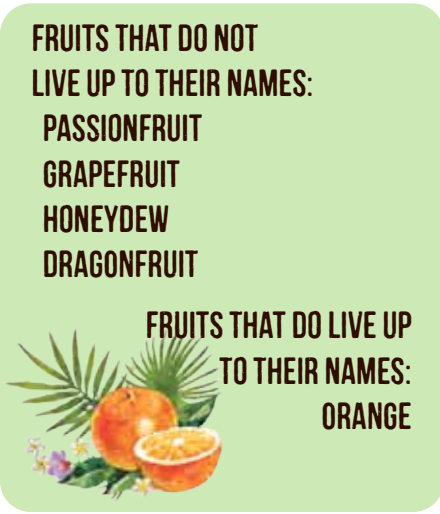 FRUITS THAT DO NOT
LIVE UP TO THEIR NAMES:
PASSIONFRUIT
GRAPEFRUIT
HONEYDEW
DRAGONFRUIT
FRUITS THAT DO LIVE UP
TO THEIR NAMES:
ORANGE